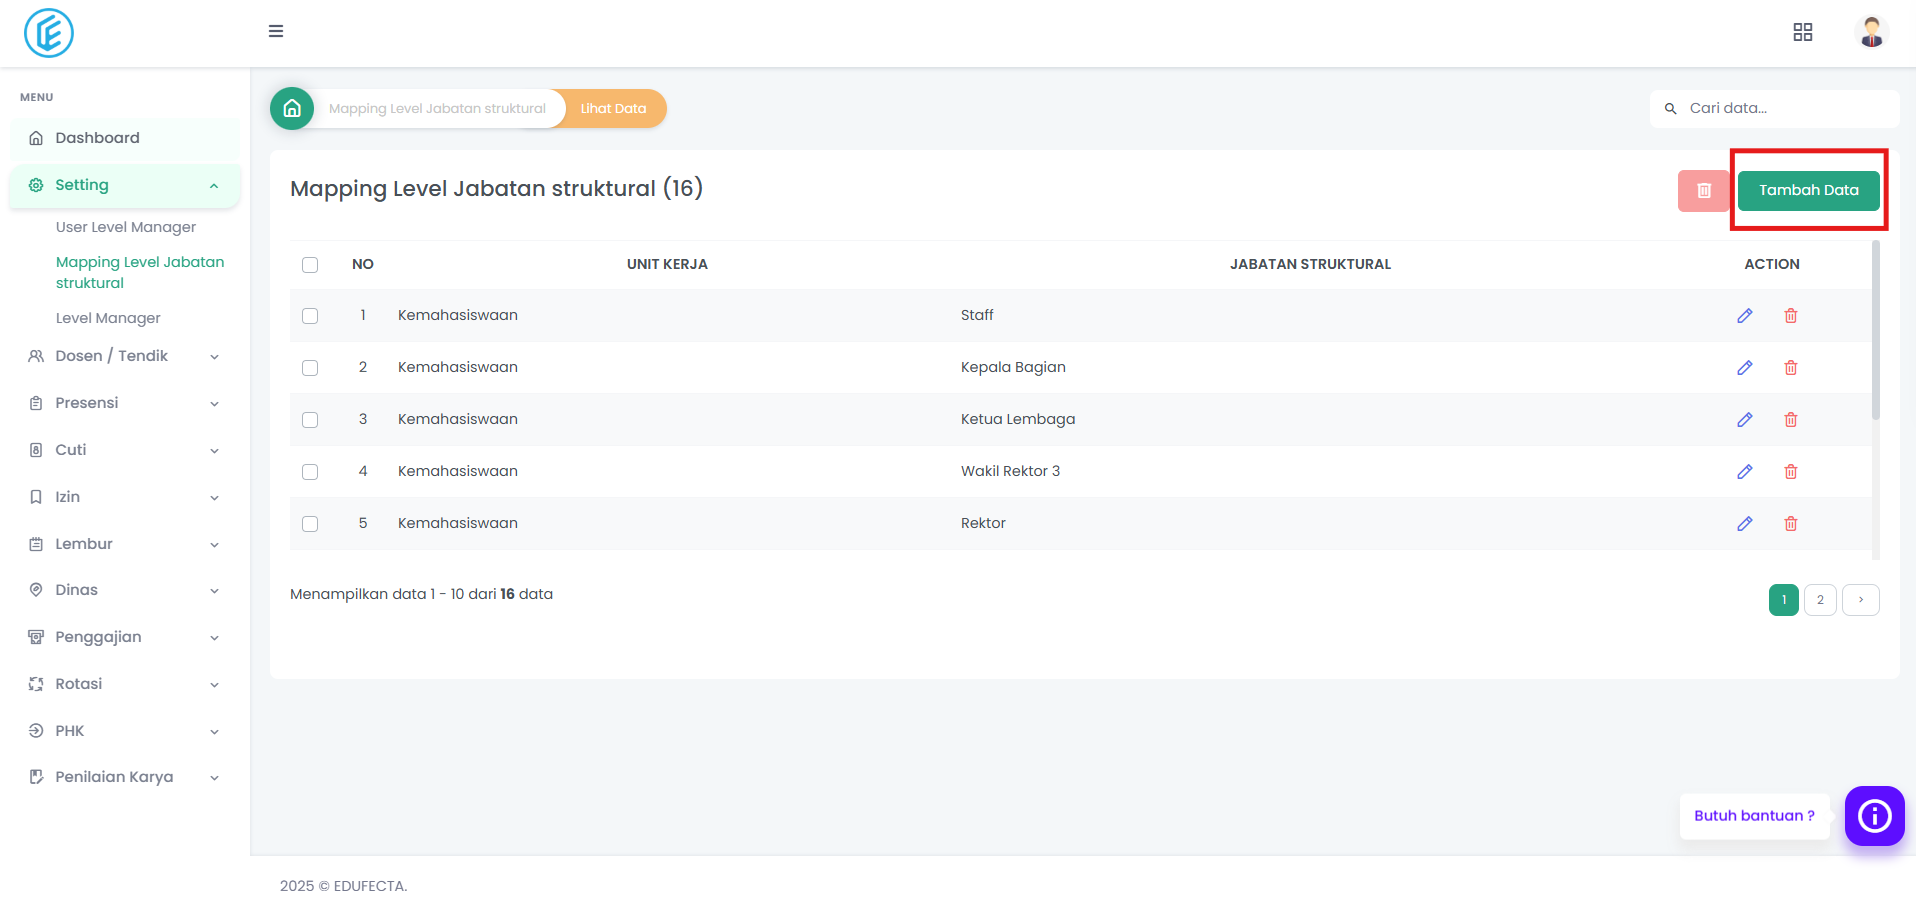 MENU
Dashboard
Setting
User Level Manager
Mapping Level Jabatan
struktural
Level Manager
Dosen / Tendik
Presensi
Cuti
Izin
Lembur
Dinas
Penggajian
Rotasi
PHK
Penilaian Karya
Mapping Level Jabatan struktural
Lihat Data
Cari data...
Mapping Level Jabatan struktural (16)
Tambah Data
NO UNIT KERJA JABATAN STRUKTURAL ACTION
1 Kemahasiswaan Staff
2 Kemahasiswaan Kepala Bagian
3 Kemahasiswaan Ketua Lembaga
4 Kemahasiswaan Wakil Rektor 3
5 Kemahasiswaan Rektor
Menampilkan data 1 - 10 dari 16 data
1 2 ›
Butuh bantuan ?
2025 © EDUFECTA.